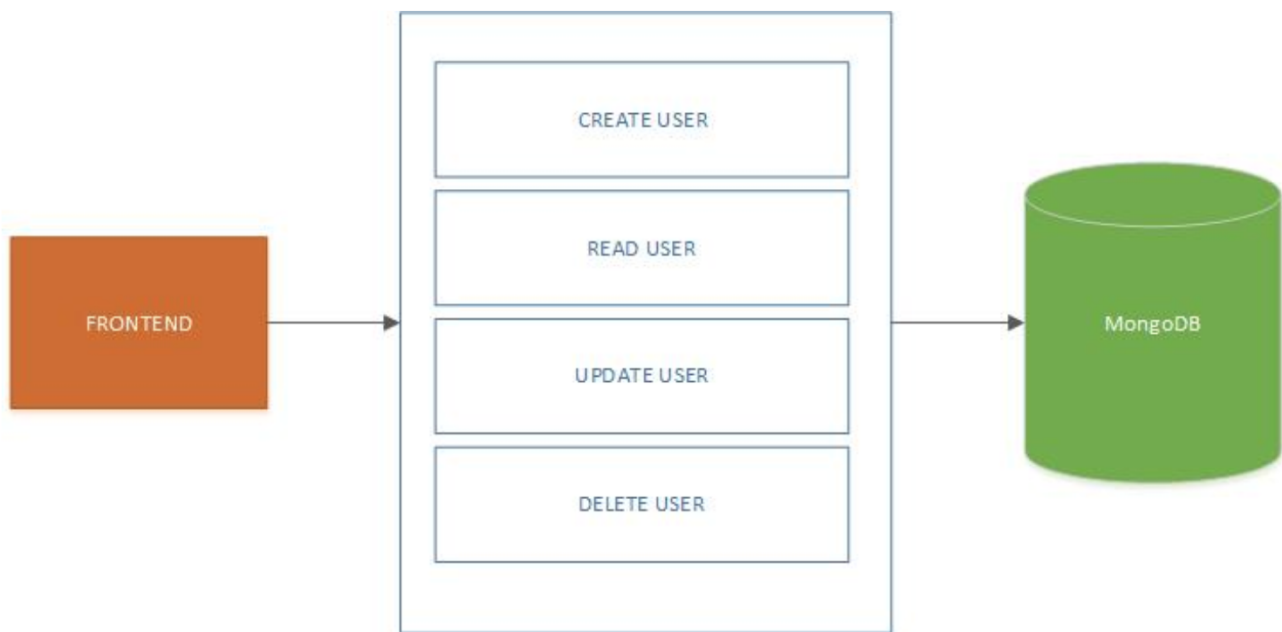 CREATE USER
READ USER
FRONTEND
MongoDB
UPDATE USER
DELETE USER